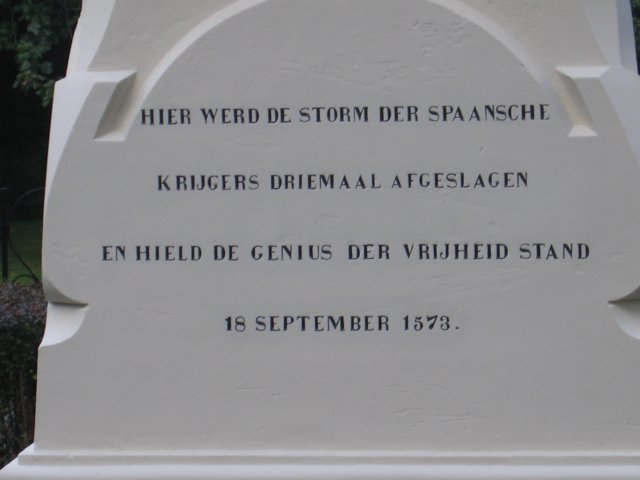 HIER WERD DE STORM DER SPAANSCHE
KRIJGERS DRIEMAAL AFGESLAGEN
EN HIELD DE GENIUS DER VRIJHEID STAND
18 SEPTEMBER 1573.